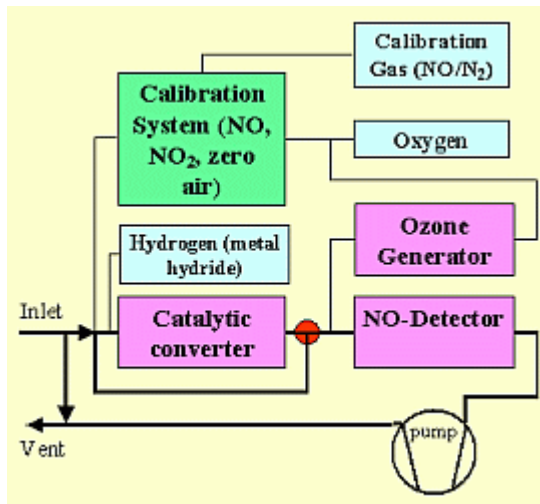 Calibration
Gas (NO/N₂)
Calibration
System (NO,
NO₂, zero
air)
Oxygen
Hydrogen (metal
hydride)
Ozone
Generator
Inlet
Catalytic
converter
NO-Detector
Vent
pump